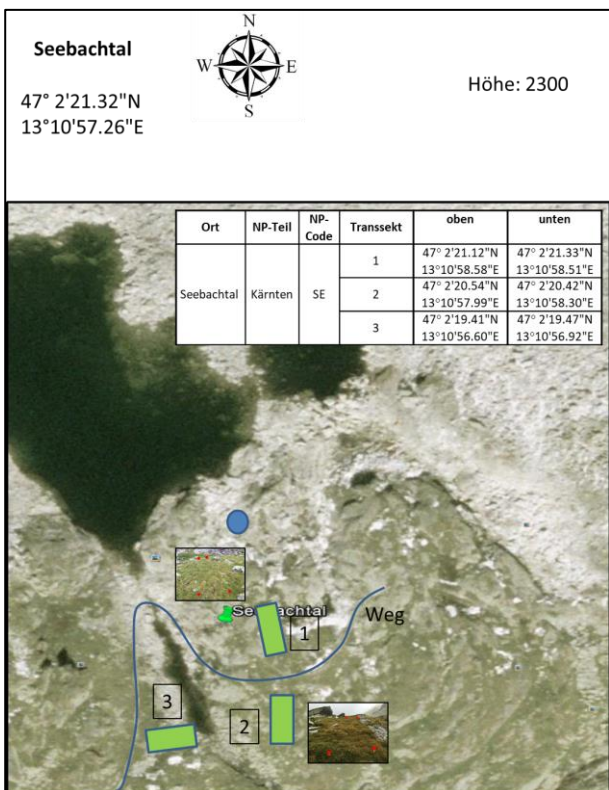 Seebachtal
47° 2'21.32"N
13°10'57.26"E
N
W E
S
Höhe: 2300
Ort NP-Teil NP-Code Transsekt oben unten
Seebachtal Kärnten SE
1 47° 2'21.12"N 47° 2'21.33"N
13°10'58.58"E 13°10'58.51"E
2 47° 2'20.54"N 47° 2'20.42"N
13°10'57.99"E 13°10'58.30"E
3 47° 2'19.41"N 47° 2'19.47"N
13°10'56.60"E 13°10'56.92"E
Seebachtal
Weg
1
3
2